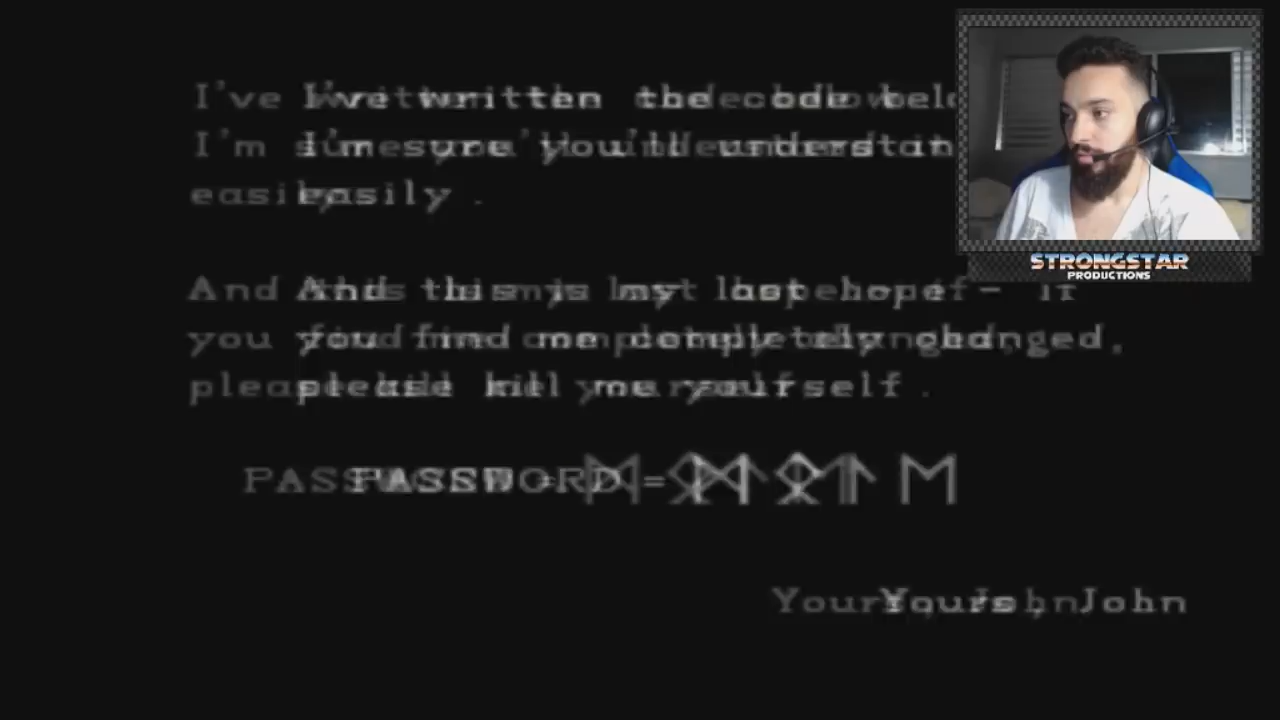 I've written the code below
I'm sure you'll understand it
easily.
And this is my last hope - if
you find me completely changed,
please kill me yourself.
PASSWORD = ᛗᛟᛚᛖ
Yours, John
STRONGSTAR
PRODUCTIONS